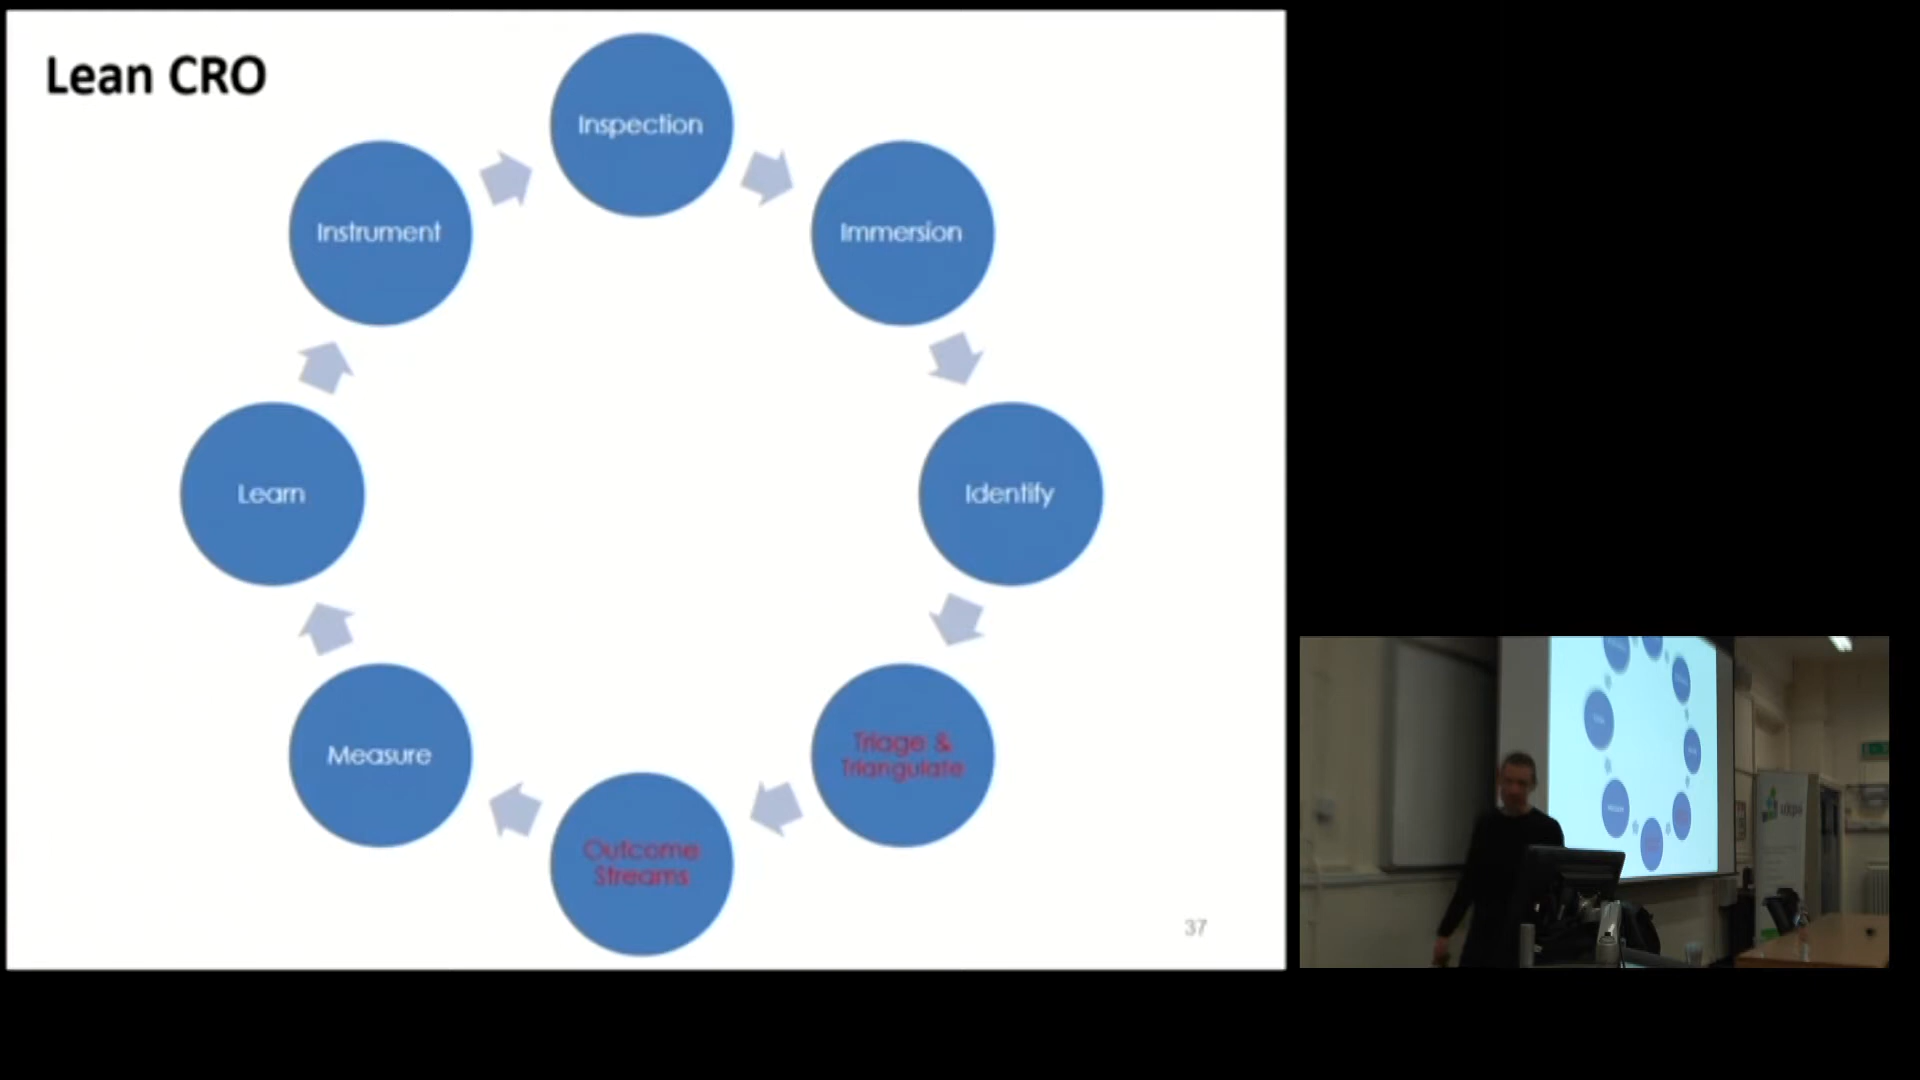 Lean CRO
Inspection
Immersion
Identify
Triage &
Triangulate
Outcome
Streams
Measure
Learn
Instrument
37